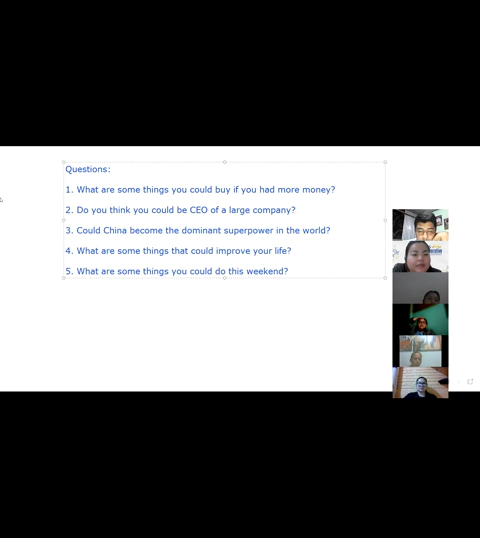 Questions:
1. What are some things you could buy if you had more money?
2. Do you think you could be CEO of a large company?
3. Could China become the dominant superpower in the world?
4. What are some things that could improve your life?
5. What are some things you could do this weekend?